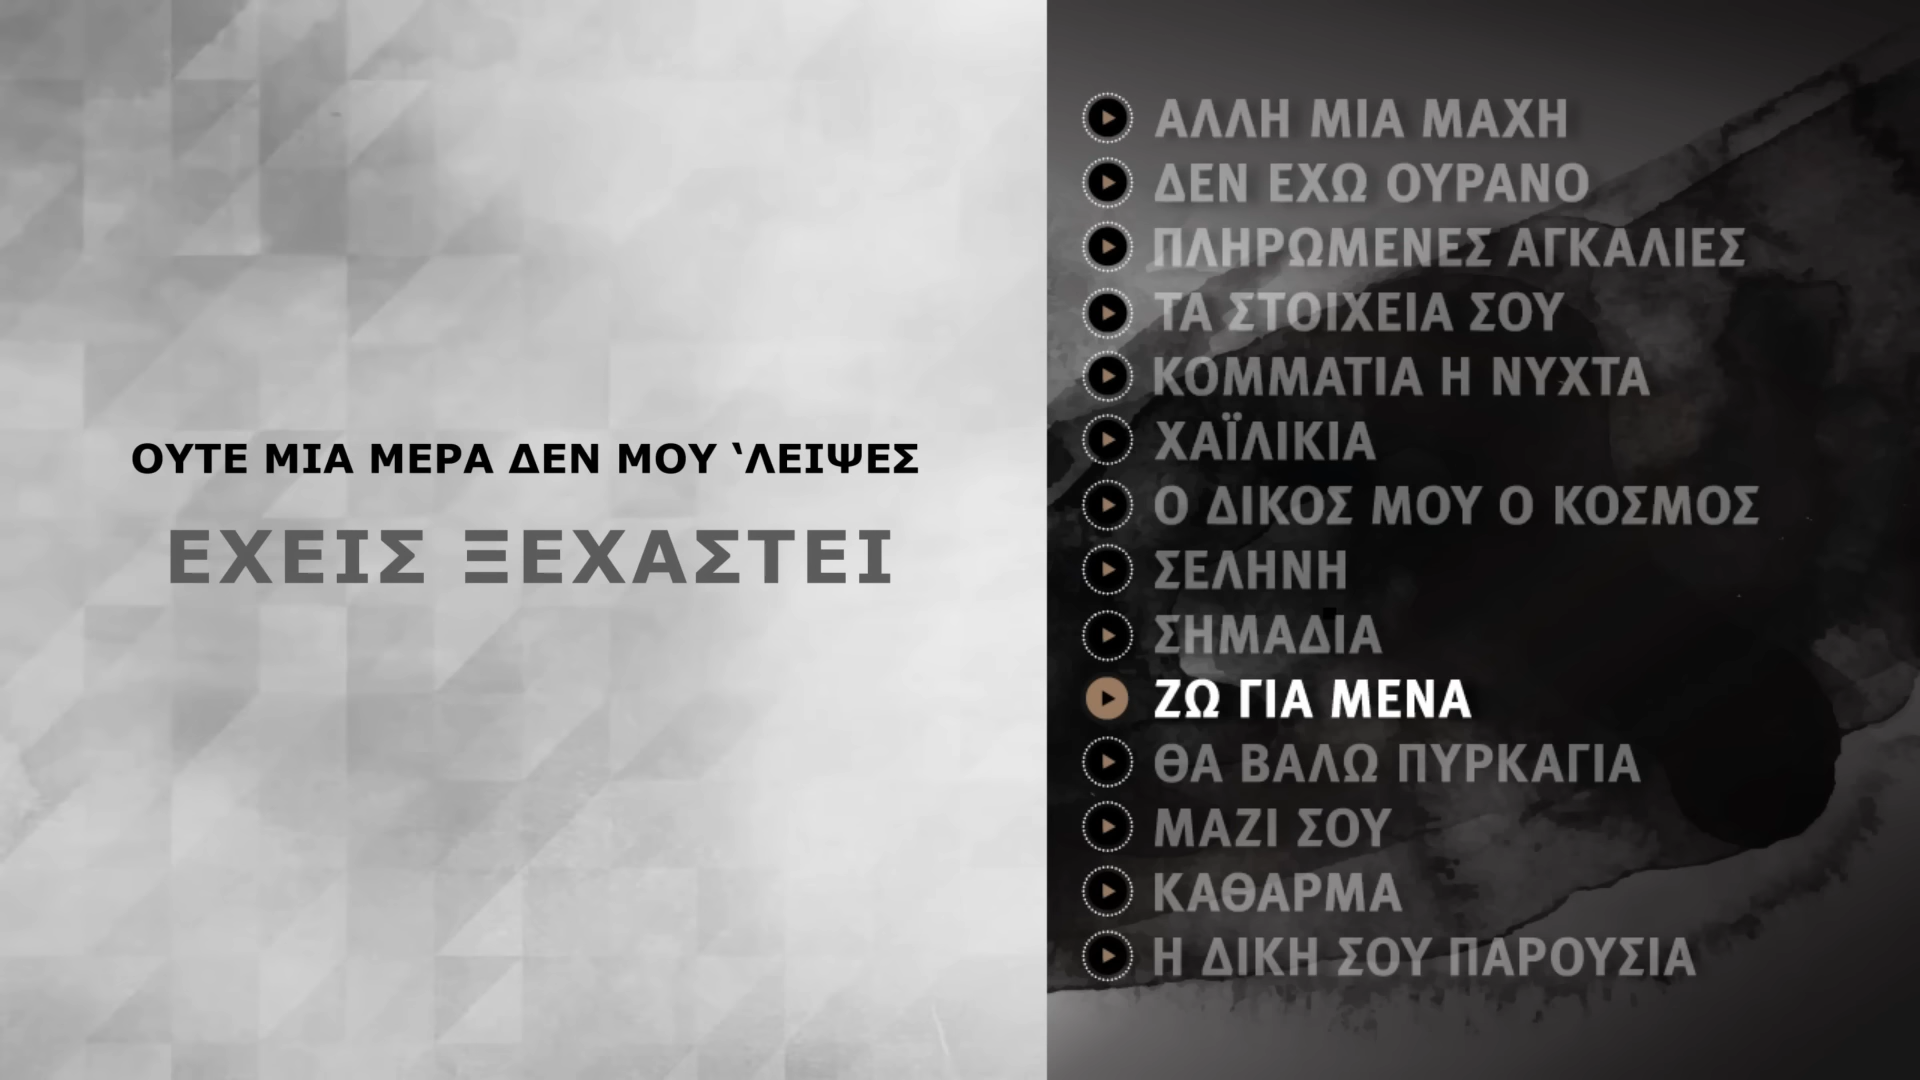 ΟΥΤΕ ΜΙΑ ΜΕΡΑ ΔΕΝ ΜΟΥ ‛ΛΕΙΨΕΣ
ΕΧΕΙΣ ΞΕΧΑΣΤΕΙ
ΑΛΛΗ ΜΙΑ ΜΑΧΗ
ΔΕΝ ΕΧΩ ΟΥΡΑΝΟ
ΠΛΗΡΩΜΕΝΕΣ ΑΓΚΑΛΙΕΣ
ΤΑ ΣΤΟΙΧΕΙΑ ΣΟΥ
ΚΟΜΜΑΤΙΑ Η ΝΥΧΤΑ
ΧΑΪΛΙΚΙΑ
Ο ΔΙΚΟΣ ΜΟΥ Ο ΚΟΣΜΟΣ
ΣΕΛΗΝΗ
ΣΗΜΑΔΙΑ
ΖΩ ΓΙΑ ΜΕΝΑ
ΘΑ ΒΑΛΩ ΠΥΡΚΑΓΙΑ
ΜΑΖΙ ΣΟΥ
ΚΑΘΑΡΜΑ
Η ΔΙΚΗ ΣΟΥ ΠΑΡΟΥΣΙΑ